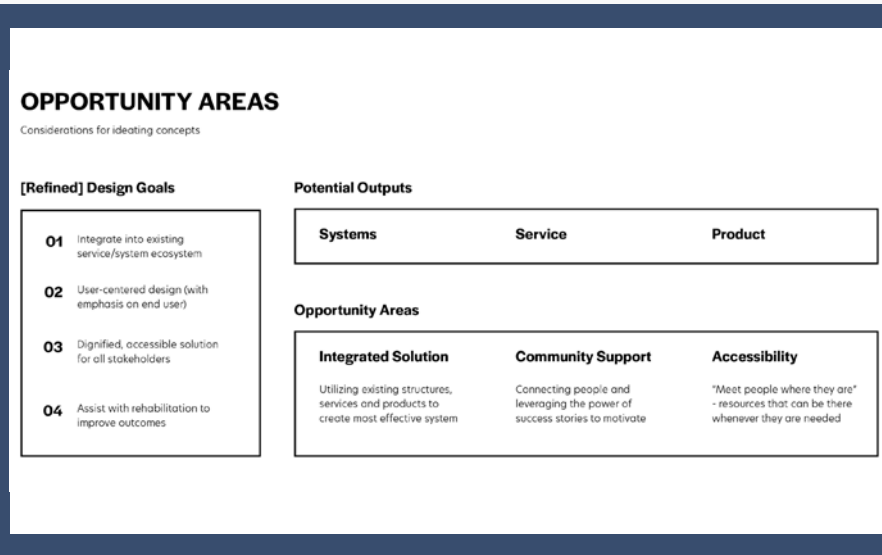 OPPORTUNITY AREAS
Considerations for ideating concepts
[Refined] Design Goals
01 Integrate into existing
service/system ecosystem
02 User-centered design (with
emphasis on end user)
03 Dignified, accessible solution
for all stakeholders
04 Assist with rehabilitation to
improve outcomes
Potential Outputs
Systems
Service
Product
Opportunity Areas
Integrated Solution
Utilizing existing structures,
services and products to
create most effective system
Community Support
Connecting people and
leveraging the power of
success stories to motivate
Accessibility
"Meet people where they are"
- resources that can be there
whenever they are needed